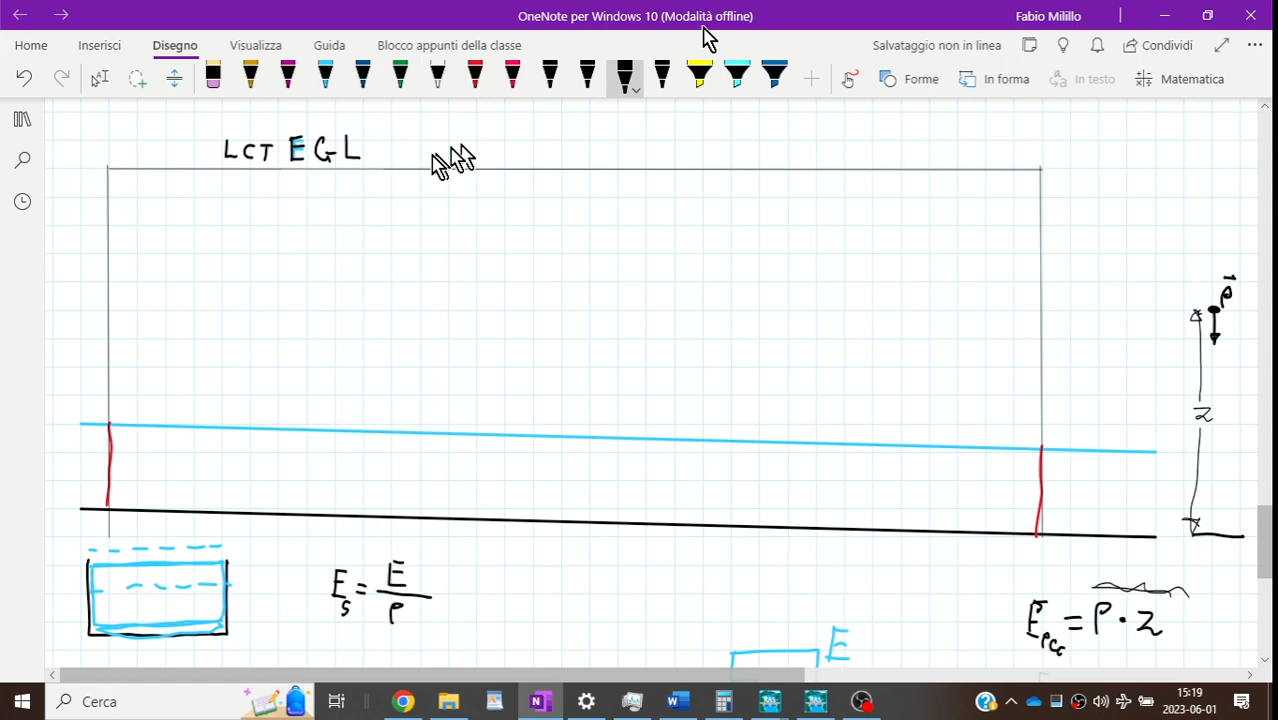 OneNote per Windows 10 (Modalità offline)
Fabio Milillo
Home Inserisci Disegno Visualizza Guida Blocco appunti della classe
Salvataggio non in linea
Condividi
Forme
In forma
In testo
Matematica
LCT EGL
P
Z
E
S = E
P
E
PCG = P · Z
E
Cerca
15:19
2023-06-01